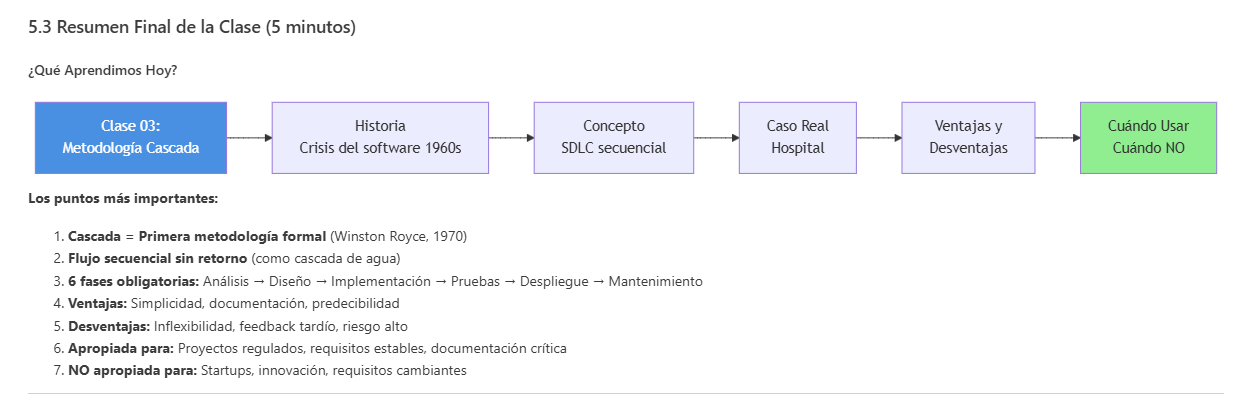 5.3 Resumen Final de la Clase (5 minutos)
¿Qué Aprendimos Hoy?
Clase 03:
Metodología Cascada
Historia
Crisis del software 1960s
Concepto
SDLC secuencial
Caso Real
Hospital
Ventajas y
Desventajas
Cuándo Usar
Cuándo NO
Los puntos más importantes:
1. Cascada = Primera metodología formal (Winston Royce, 1970)
2. Flujo secuencial sin retorno (como cascada de agua)
3. 6 fases obligatorias: Análisis → Diseño → Implementación → Pruebas → Despliegue → Mantenimiento
4. Ventajas: Simplicidad, documentación, predecibilidad
5. Desventajas: Inflexibilidad, feedback tardío, riesgo alto
6. Apropiada para: Proyectos regulados, requisitos estables, documentación crítica
7. NO apropiada para: Startups, innovación, requisitos cambiantes